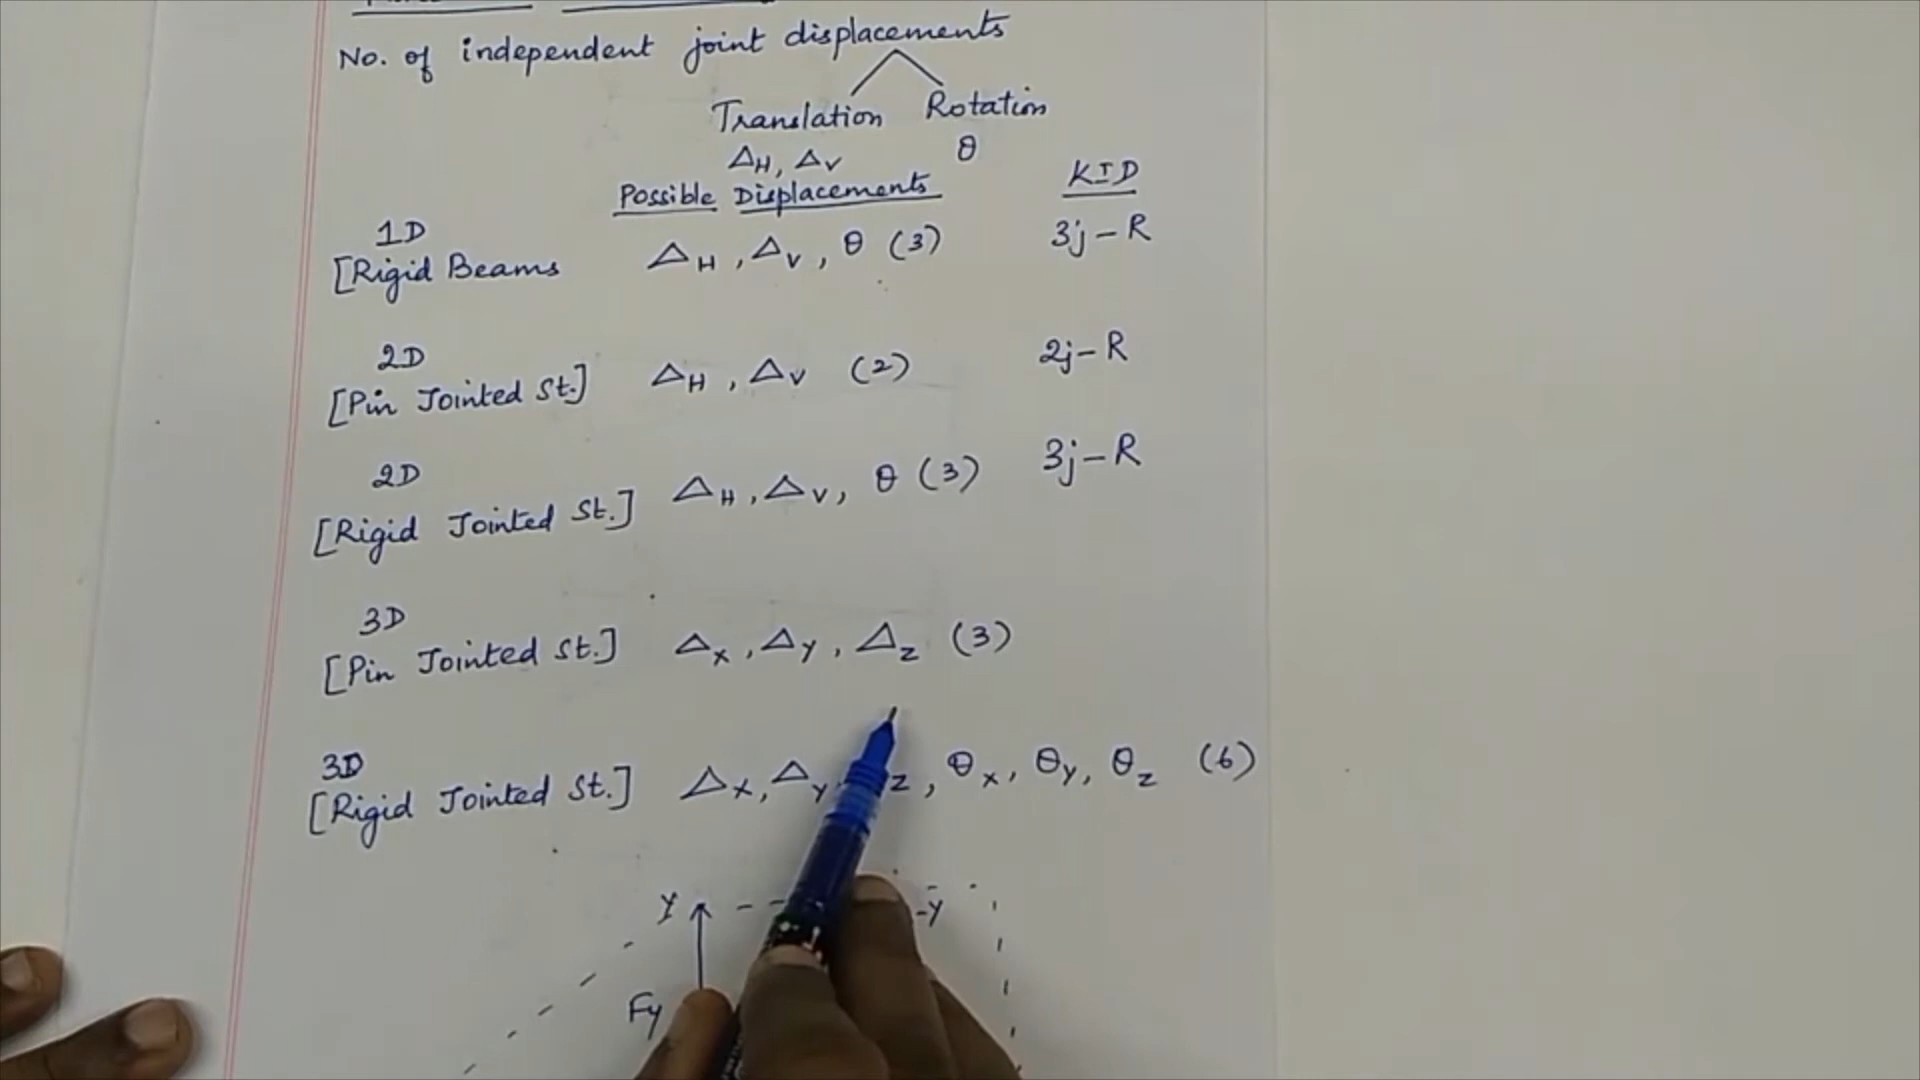 No. of independent joint displacements
Translation Rotation
ΔH, ΔV θ
Possible Displacements KID
1D
[Rigid Beams ΔH, ΔV, θ (3) 3j-R
2D
[Pin Jointed St.] ΔH, ΔV (2) 2j-R
2D
[Rigid Jointed St.] ΔH, ΔV, θ (3) 3j-R
3D
[Pin Jointed St.] Δx, Δy, Δz (3)
3D
[Rigid Jointed St.] Δx, Δy, z, θx, θy, θz (6)
y -y
Fy